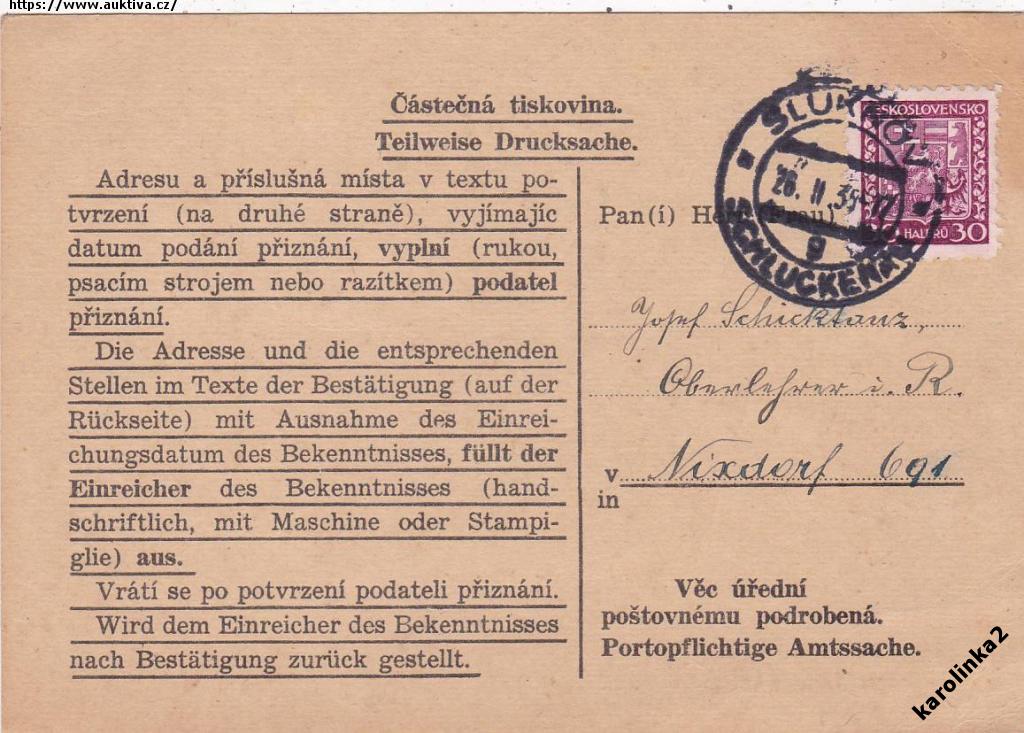 https://www.auktiva.cz/
Částečná tiskovina.
Teilweise Drucksache.
Adresu a příslušná místa v textu po-
tvrzení (na druhé straně), vyjímajíc
datum podání přiznání, vyplní (rukou,
psacím strojem nebo razítkem) podatel
přiznání.
Die Adresse und die entsprechenden
Stellen im Texte der Bestätigung (auf der
Rückseite) mit Ausnahme des Einrei-
chungsdatum des Bekenntnisses, füllt der
Einreicher des Bekenntnisses (hand-
schriftlich, mit Maschine oder Stampi-
glie) aus.
Vrátí se po potvrzení podateli přiznání.
Wird dem Einreicher des Bekenntnisses
nach Bestätigung zurück gestellt.
ČESKOSLOVENSKO
30 HALÉŘŮ 30
ŠLUKNOV
26. II. 
9
SCHLUCKENAU
Pan(í) Herr (Frau)
Josef Schicktanz,
Oberlehrer i. R.
v Nixdorf 691
in
Věc úřední
poštovnému podrobená.
Portopflichtige Amtssache.
karolinka2